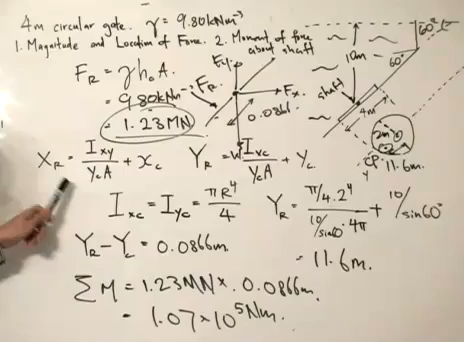 4m circular gate. γ = 9.80kNm⁻³
1. Magnitude and Location of Force. 2. Moment of force about shaft
F_R = γ h_c A.
= 9.80kNm⁻³
= 1.23MN
F_y
F_R
F_x
0.0866
60°
10m
60°
shaft
4m
2m
CP
y
11.6m.
X_R = I_xy / y_c A + x_c
Y_R = I_xc / y_c A + Y_c
W
I_xc = I_yc = πR⁴ / 4
Y_R = π/4 · 2⁴ / 10/sin60° · 4π + 10/sin60°
Y_R - Y_c = 0.0866m.
= 11.6m.
ΣM = 1.23MN × 0.0866m.
= 1.07×10⁵Nm.